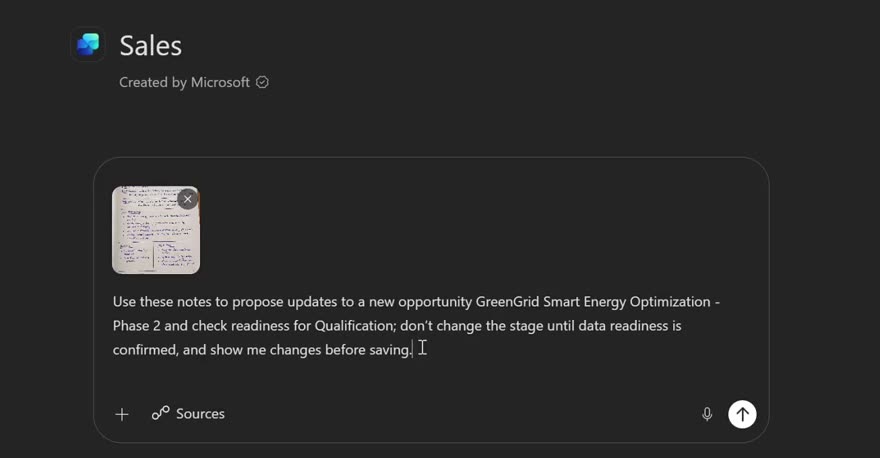 Sales
Created by Microsoft
Use these notes to propose updates to a new opportunity GreenGrid Smart Energy Optimization -
Phase 2 and check readiness for Qualification; don't change the stage until data readiness is
confirmed, and show me changes before saving.
Sources